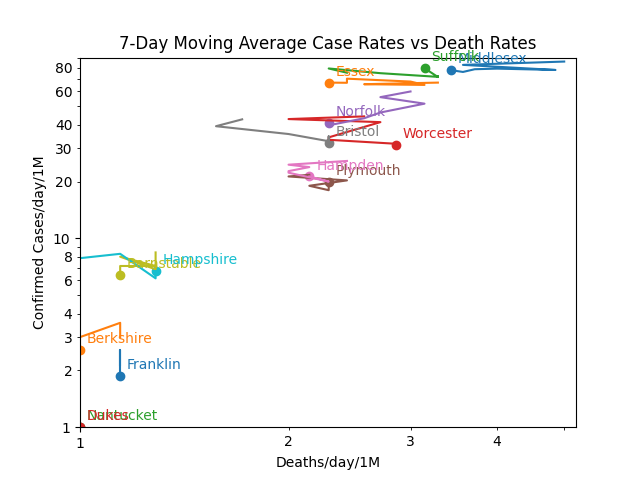 7-Day Moving Average Case Rates vs Death Rates
Suffolk
Middlesex
Essex
Norfolk
Bristol
Worcester
Hampden
Plymouth
Hampshire
Barnstable
Berkshire
Franklin
Nantucket
Dukes
80
60
40
30
20
10
8
6
4
3
2
1
1 2 3 4
Confirmed Cases/day/1M
Deaths/day/1M